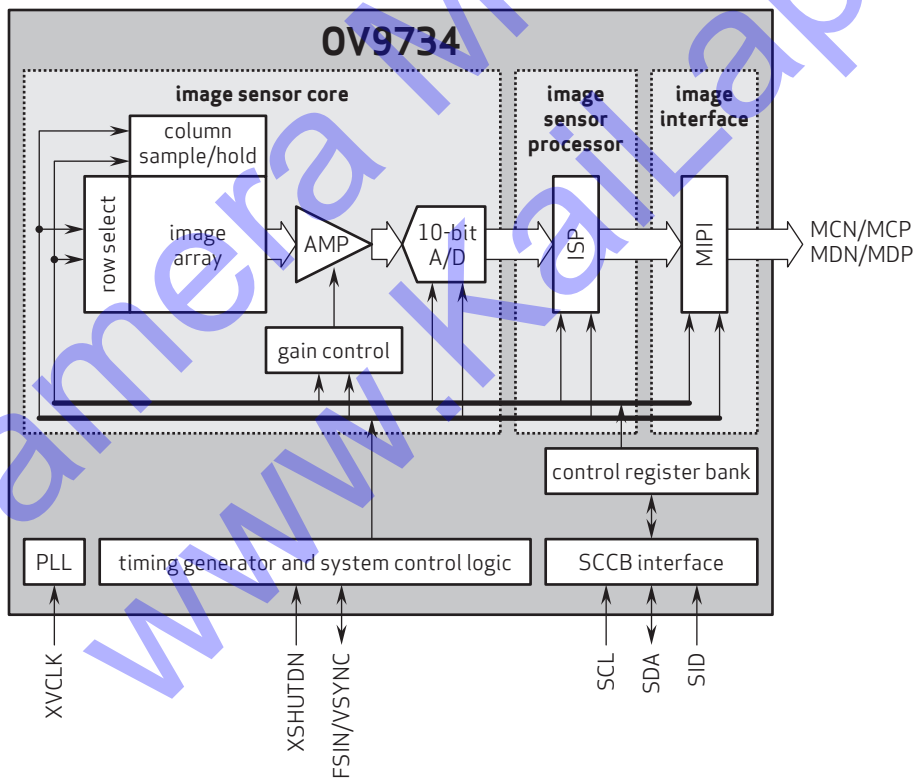 OV9734
image sensor core
image
sensor
processor
image
interface
column
sample/hold
row select
image
array
AMP
10-bit
A/D
ISP
MIPI
MCN/MCP
MDN/MDP
gain control
control register bank
PLL
timing generator and system control logic
SCCB interface
XVCLK
XSHUTDN
FSIN/VSYNC
SCL
SDA
SID